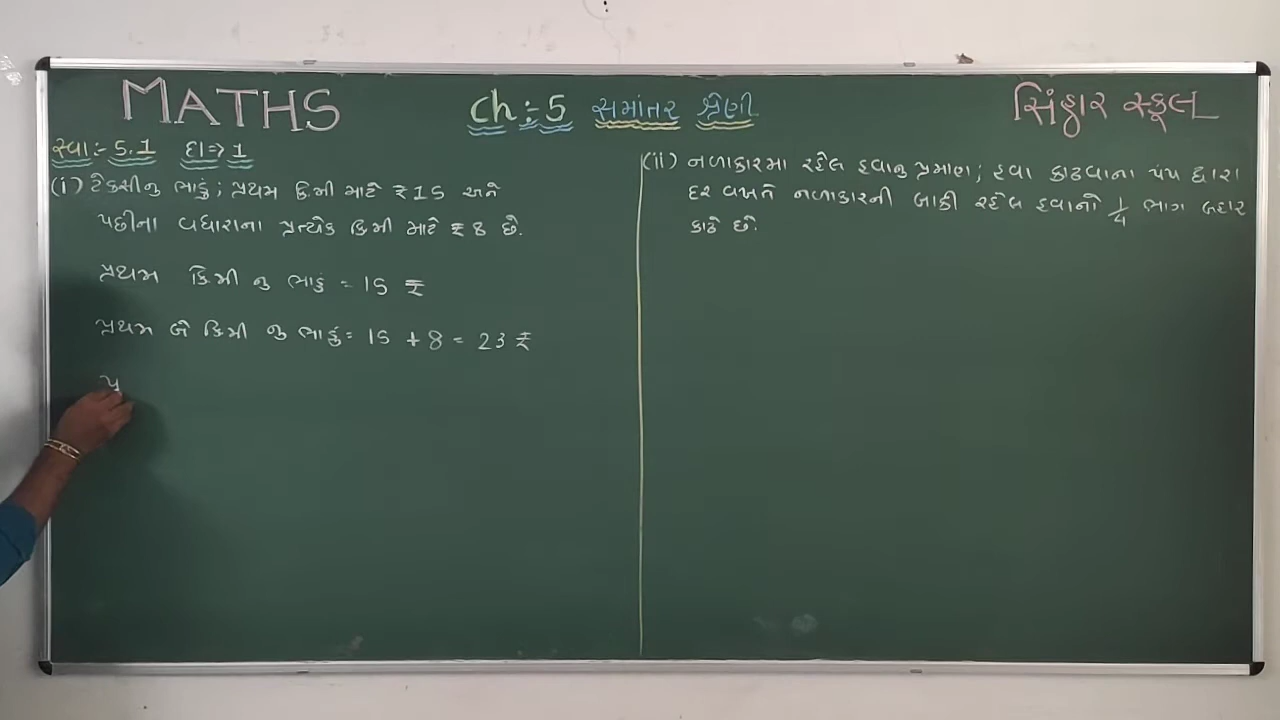 MATHS
Ch:-5 સમાંતર શ્રેણી
સિંહાર સ્કૂલ
સ્વા:- 5.1 દા=> 1
(i) ટેક્સીનુ ભાડું; પ્રથમ કિમી માટે ₹15 અને
પછીના વધારાના પ્રત્યેક કિમી માટે ₹8 છે.
પ્રથમ કિમી નુ ભાડું = 15 ₹
પ્રથમ બે કિમી નુ ભાડું= 15 + 8 = 23 ₹
પ્ર
(ii) નળાકારમા રહેલ હવાનુ પ્રમાણ; હવા કાઢવાના પંપ દ્વારા
દર વખતે નળાકારની બાકી રહેલ હવાનો 1/4 ભાગ બહાર
કાઢે છે.